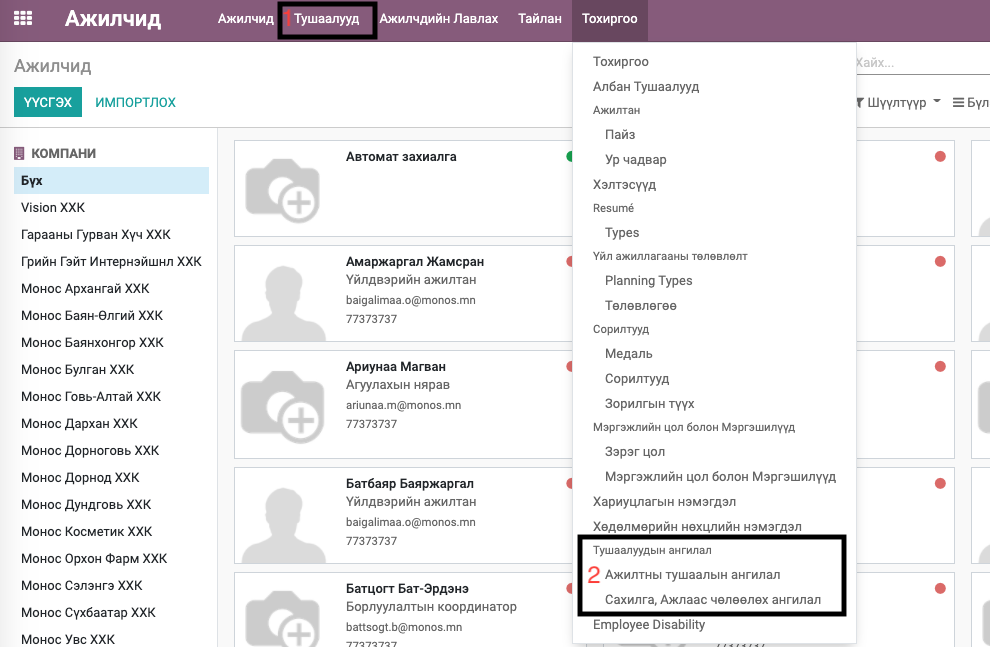 Ажилчид
Ажилчид
1 Тушаалууд
Ажилчдийн Лавлах
Тайлан
Тохиргоо
Ажилчид
Хайх...
ҮҮСГЭХ
ИМПОРТЛОХ
Шүүлтүүр
Бүл
КОМПАНИ
Бүх
Vision ХХК
Гарааны Гурван Хүч ХХК
Грийн Гэйт Интернэйшнл ХХК
Монос Архангай ХХК
Монос Баян-Өлгий ХХК
Монос Баянхонгор ХХК
Монос Булган ХХК
Монос Говь-Алтай ХХК
Монос Дархан ХХК
Монос Дорноговь ХХК
Монос Дорнод ХХК
Монос Дундговь ХХК
Монос Косметик ХХК
Монос Орхон Фарм ХХК
Монос Сэлэнгэ ХХК
Монос Сүхбаатар ХХК
Монос Увс ХХК
Автомат захиалга
Амаржаргал Жамсран
Үйлдвэрийн ажилтан
baigalimaa.o@monos.mn
77373737
Ариунаа Магван
Агуулахын нярав
ariunaa.m@monos.mn
77373737
Батбаяр Баяржаргал
Үйлдвэрийн ажилтан
baigalimaa.o@monos.mn
77373737
Батцогт Бат-Эрдэнэ
Борлуулалтын координатор
battsogt.b@monos.mn
77373737
Тохиргоо
Албан Тушаалууд
Ажилтан
Пайз
Ур чадвар
Хэлтэсүүд
Resumé
Types
Үйл ажиллагааны төлөвлөлт
Planning Types
Төлөвлөгөө
Сорилтууд
Медаль
Сорилтууд
Зорилгын түүх
Мэргэжлийн цол болон Мэргэшилүүд
Зэрэг цол
Мэргэжлийн цол болон Мэргэшилүүд
Хариуцлагын нэмэгдэл
Хөдөлмөрийн нөхцлийн нэмэгдэл
Тушаалуудын ангилал
2 Ажилтны тушаалын ангилал
Сахилга, Ажлаас чөлөөлөх ангилал
Employee Disability
77373737